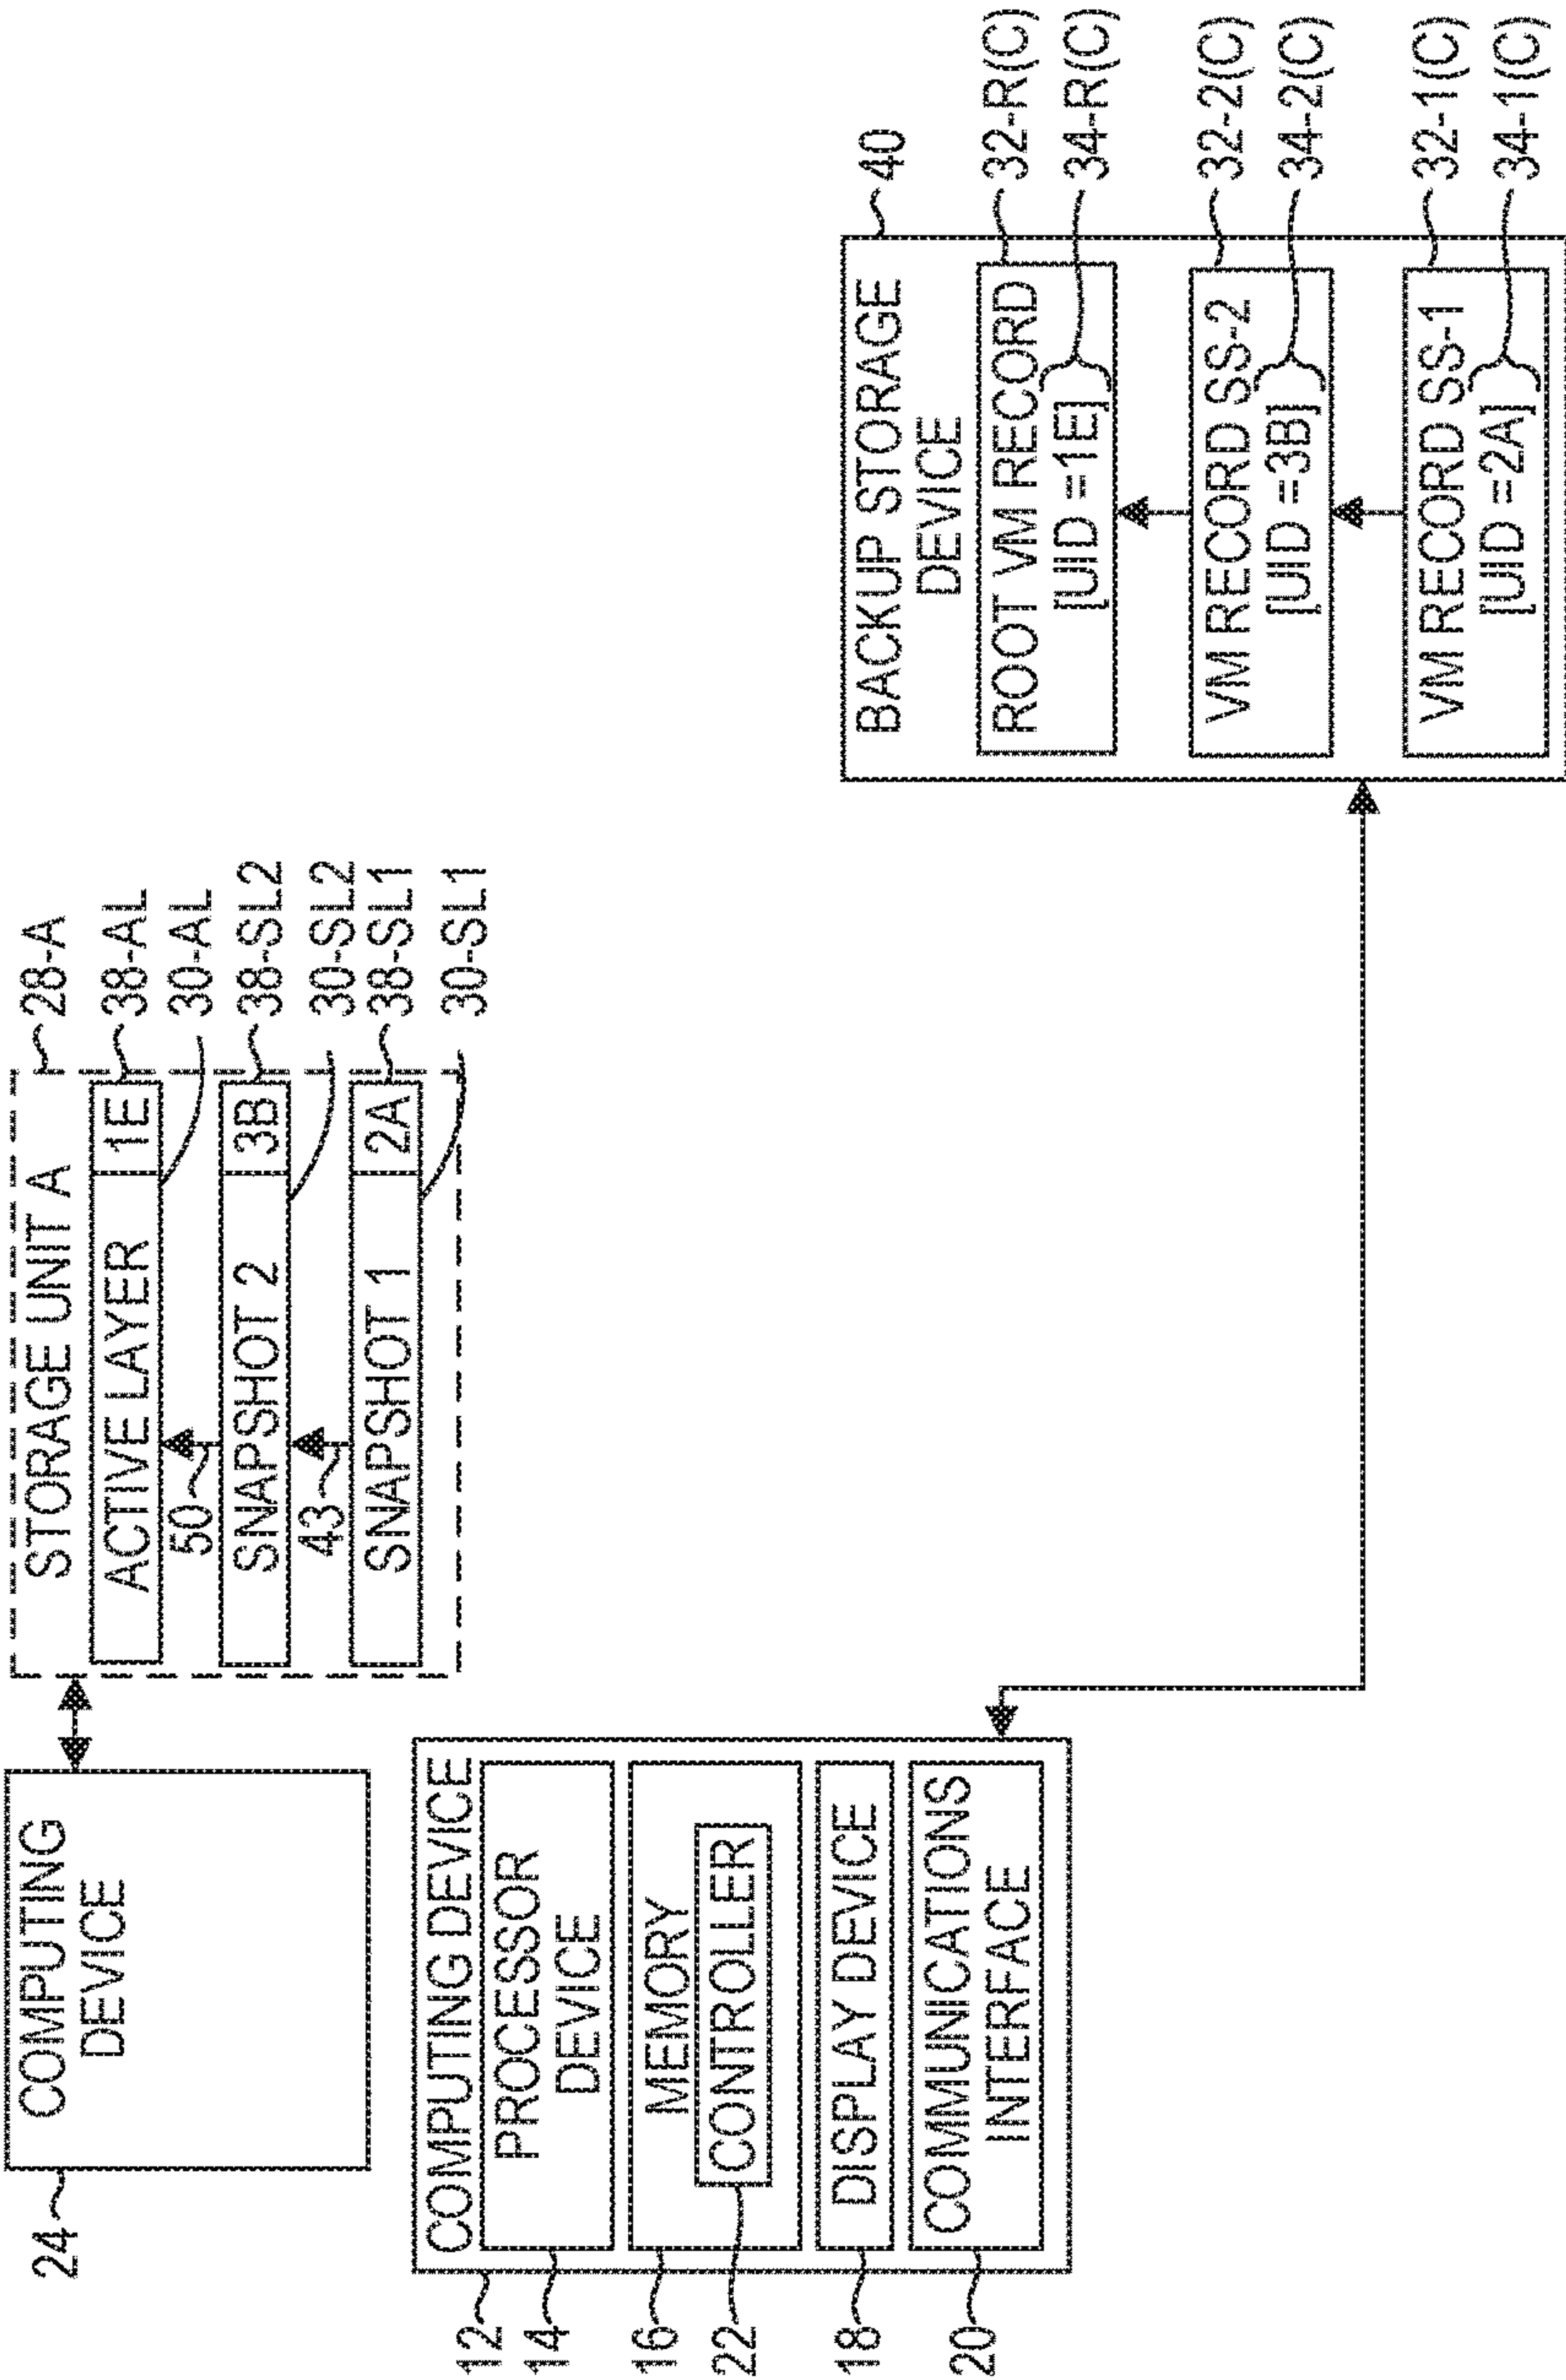 COMPUTING
DEVICE
24
STORAGE UNIT A
28-A
ACTIVE LAYER
1E
38-AL
50
30-AL
SNAPSHOT 2
3B
38-SL2
43
30-SL2
SNAPSHOT 1
2A
38-SL1
30-SL1
12
COMPUTING DEVICE
14
PROCESSOR
DEVICE
16
MEMORY
22
CONTROLLER
18
DISPLAY DEVICE
20
COMMUNICATIONS
INTERFACE
BACKUP STORAGE
DEVICE
40
ROOT VM RECORD
[UID =1E]
32-R(C)
34-R(C)
VM RECORD SS-2
[UID =3B]
32-2(C)
34-2(C)
VM RECORD SS-1
[UID =2A]
32-1(C)
34-1(C)